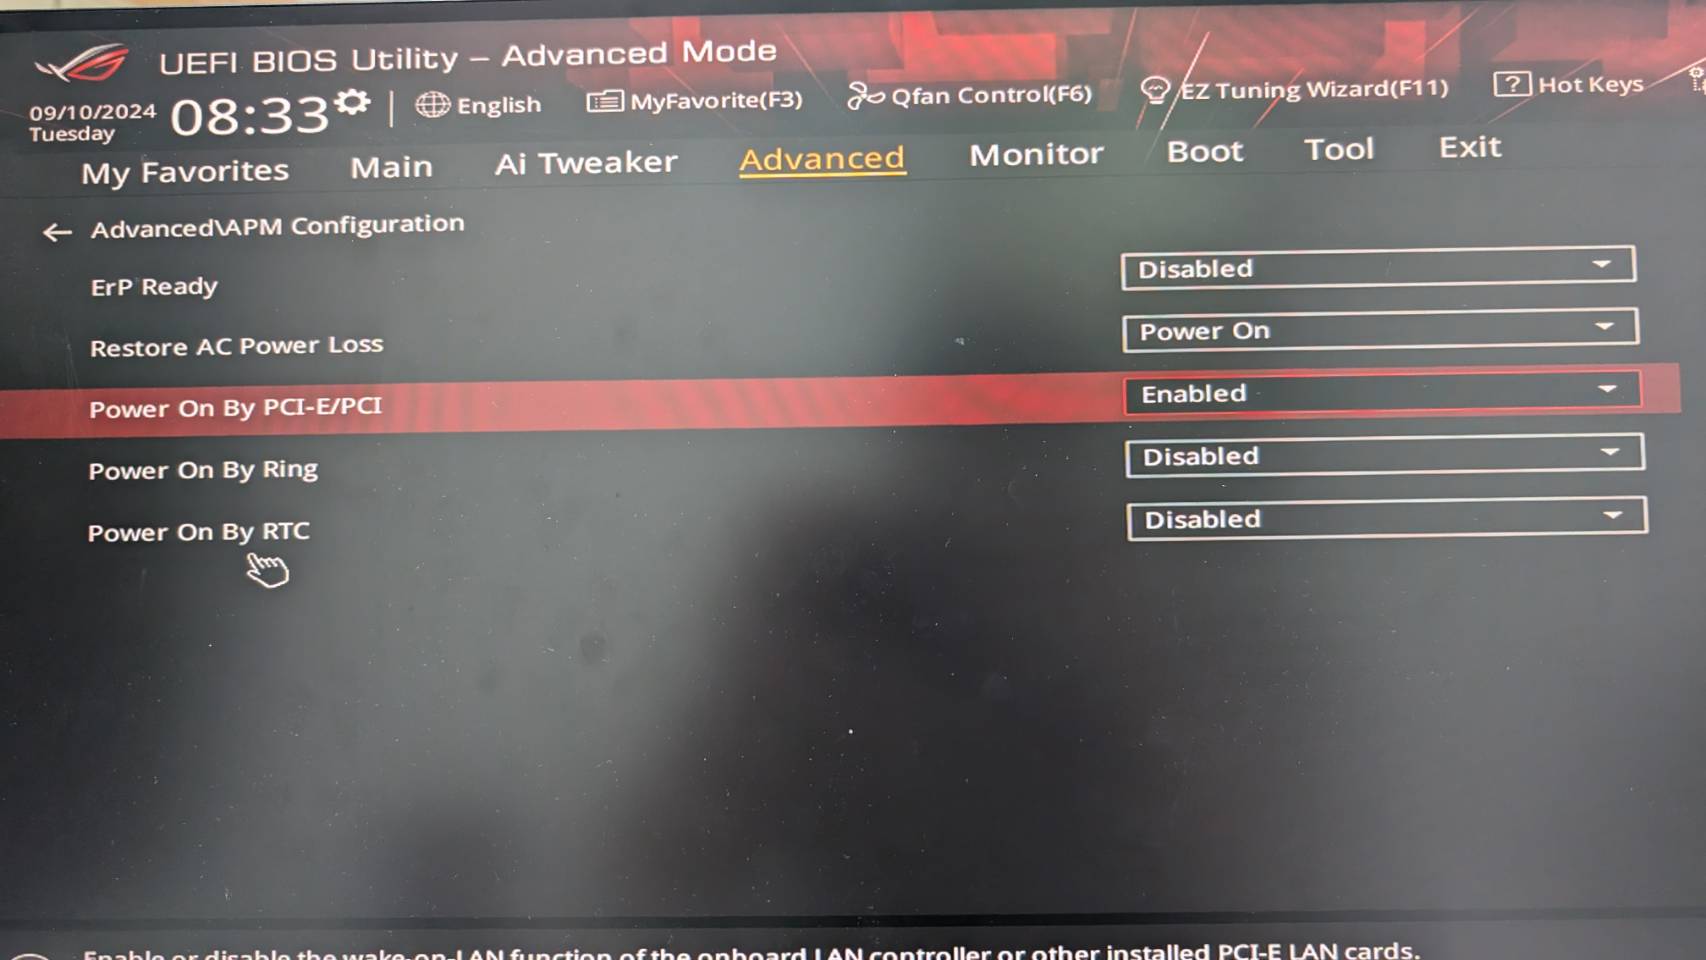 UEFI BIOS Utility – Advanced Mode
09/10/2024
Tuesday
08:33
English
MyFavorite(F3)
Qfan Control(F6)
EZ Tuning Wizard(F11)
? Hot Keys
My Favorites
Main
Ai Tweaker
Advanced
Monitor
Boot
Tool
Exit
← Advanced\APM Configuration
ErP Ready
Disabled
Restore AC Power Loss
Power On
Power On By PCI-E/PCI
Enabled
Power On By Ring
Disabled
Power On By RTC
Disabled
Enable or disable the wake-on-LAN function of the onboard LAN controller or other installed PCI-E LAN cards.